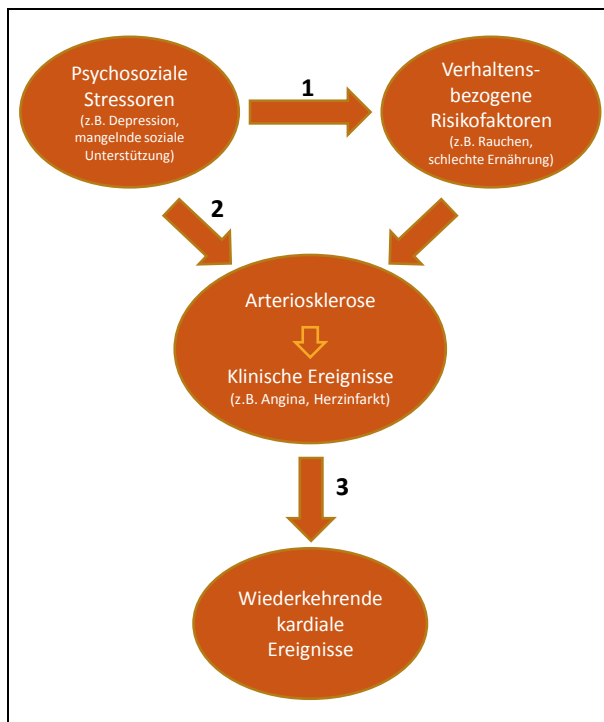 Psychosoziale
Stressoren
(z.B. Depression,
mangelnde soziale
Unterstützung)
1
Verhaltens-
bezogene
Risikofaktoren
(z.B. Rauchen,
schlechte Ernährung)
2
Arteriosklerose
Klinische Ereignisse
(z.B. Angina, Herzinfarkt)
3
Wiederkehrende
kardiale
Ereignisse